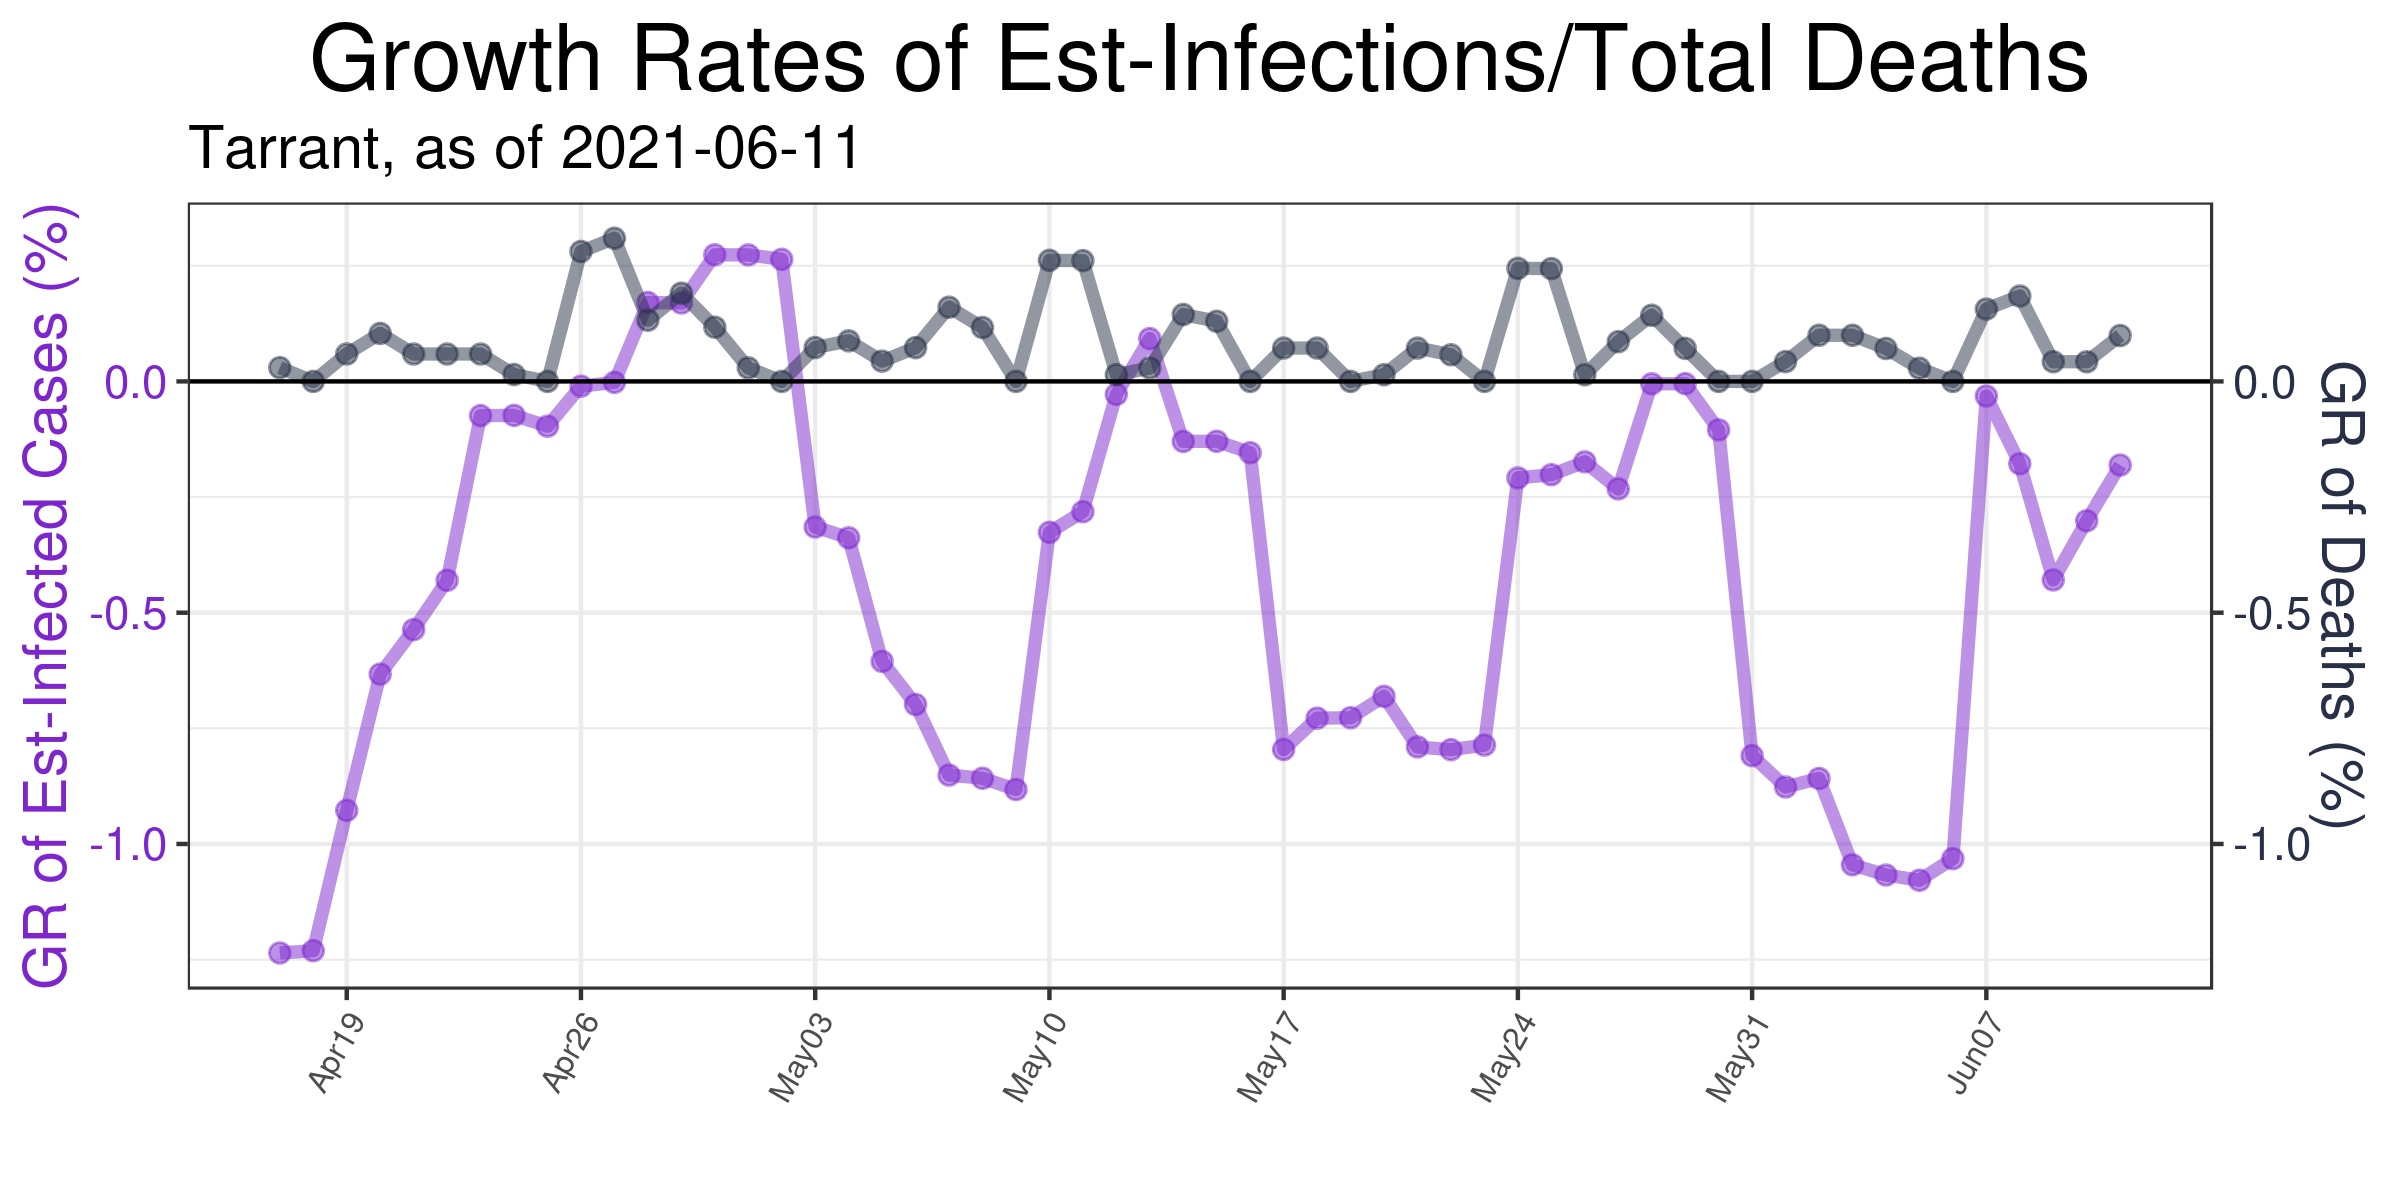 Growth Rates of Est-Infections/Total Deaths
Tarrant, as of 2021-06-11
GR of Est-Infected Cases (%)
0.0
-0.5
-1.0
0.0
-0.5
-1.0
GR of Deaths (%)
Apr19
Apr26
May03
May10
May17
May24
May31
Jun07